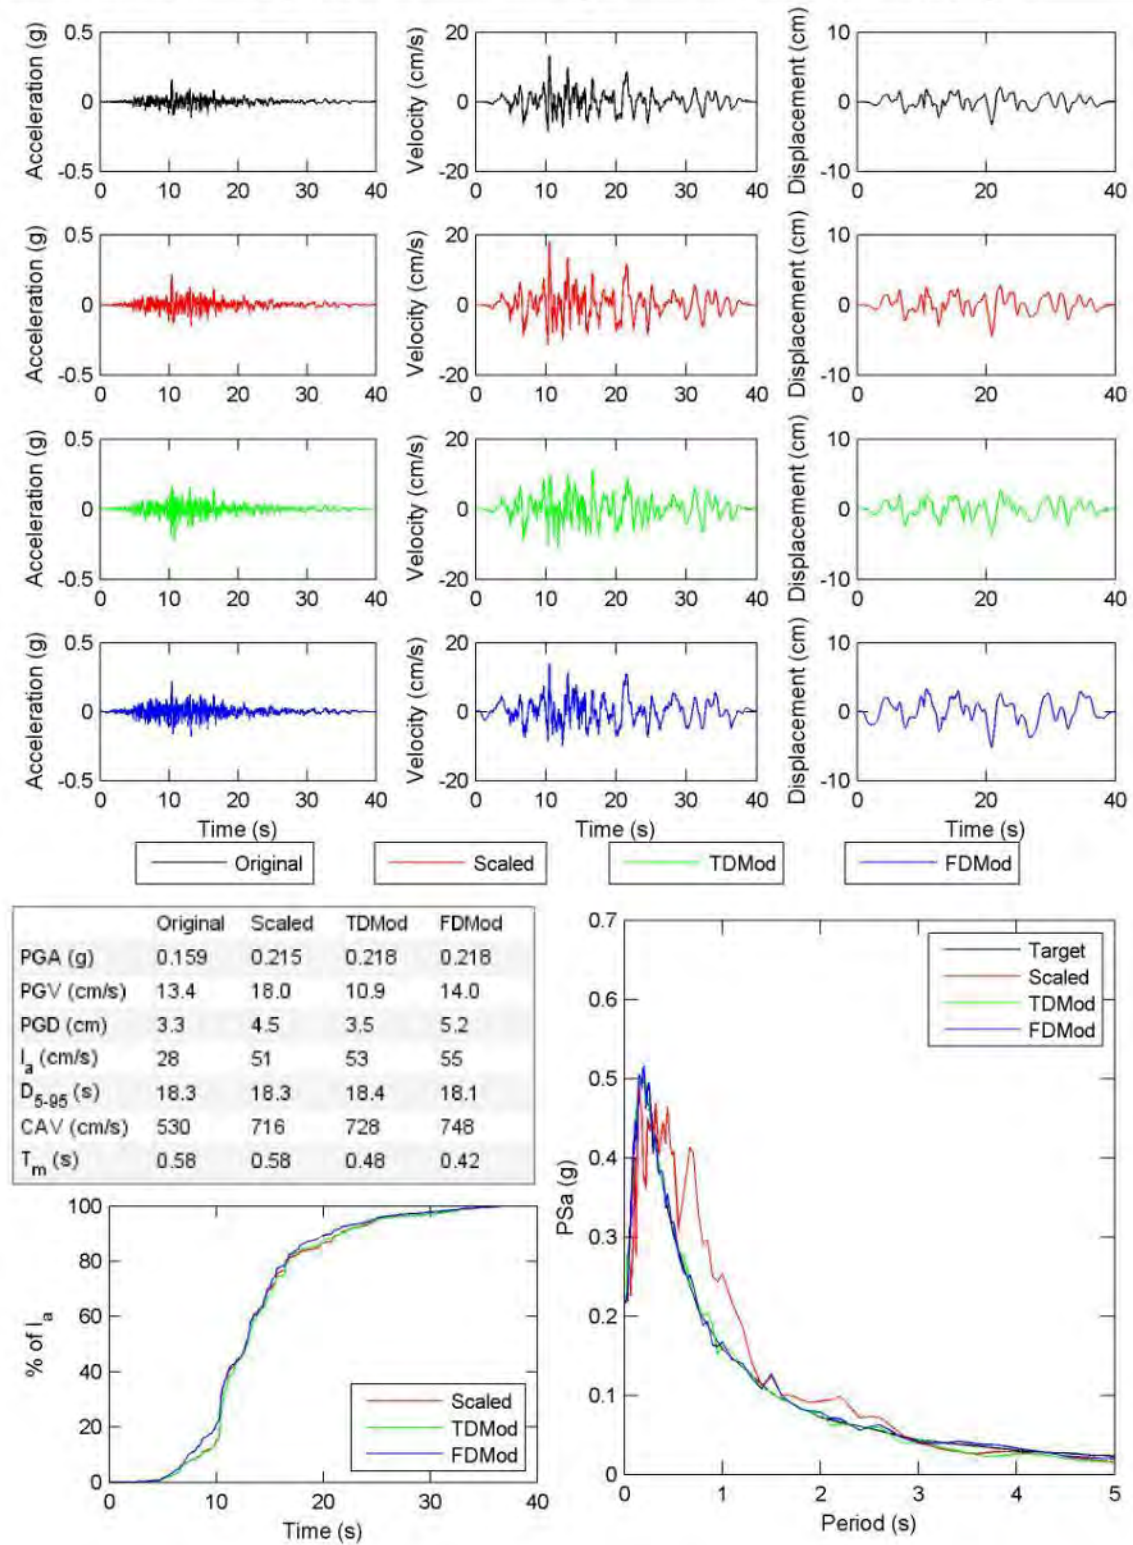 Acceleration (g)
0.5
0
-0.5
0 10 20 30 40
Velocity (cm/s)
20
0
-20
0 10 20 30 40
Displacement (cm)
10
0
-10
0 20 40
Acceleration (g)
0.5
0
-0.5
0 10 20 30 40
Velocity (cm/s)
20
0
-20
0 10 20 30 40
Displacement (cm)
10
0
-10
0 20 40
Acceleration (g)
0.5
0
-0.5
0 10 20 30 40
Velocity (cm/s)
20
0
-20
0 10 20 30 40
Displacement (cm)
10
0
-10
0 20 40
Acceleration (g)
0.5
0
-0.5
0 10 20 30 40
Time (s)
Velocity (cm/s)
20
0
-20
0 10 20 30 40
Time (s)
Displacement (cm)
10
0
-10
0 20 40
Time (s)
Original Scaled TDMod FDMod
Original Scaled TDMod FDMod
PGA (g) 0.159 0.215 0.218 0.218
PGV (cm/s) 13.4 18.0 10.9 14.0
PGD (cm) 3.3 4.5 3.5 5.2
I_a (cm/s) 28 51 53 55
D_5-95 (s) 18.3 18.3 18.4 18.1
CAV (cm/s) 530 716 728 748
T_m (s) 0.58 0.58 0.48 0.42
% of I_a
100
80
60
40
20
0
0 10 20 30 40
Time (s)
Scaled
TDMod
FDMod
PSa (g)
0.7
0.6
0.5
0.4
0.3
0.2
0.1
0
0 1 2 3 4 5
Period (s)
Target
Scaled
TDMod
FDMod